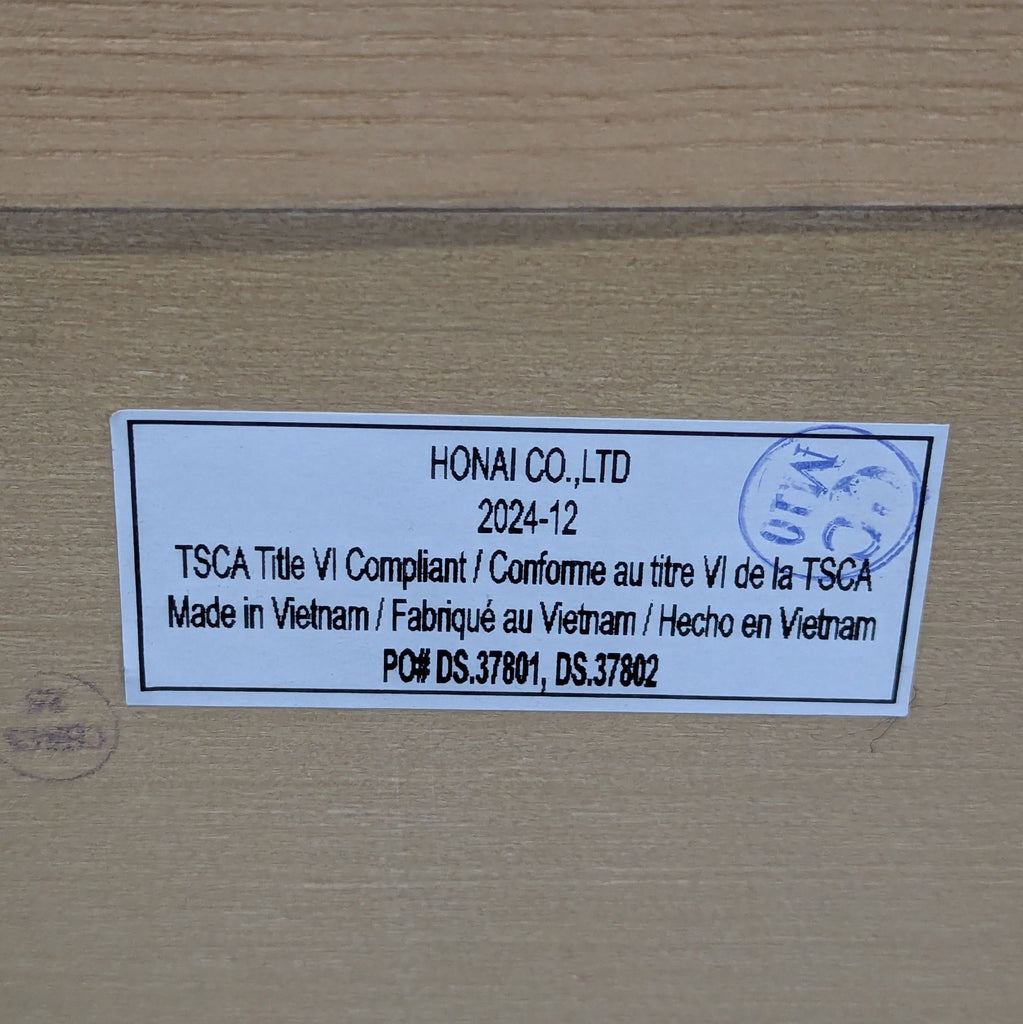 HONAI CO.,LTD
2024-12
TSCA Title VI Compliant / Conforme au titre VI de la TSCA
Made in Vietnam / Fabriqué au Vietnam / Hecho en Vietnam
PO# DS.37801, DS.37802